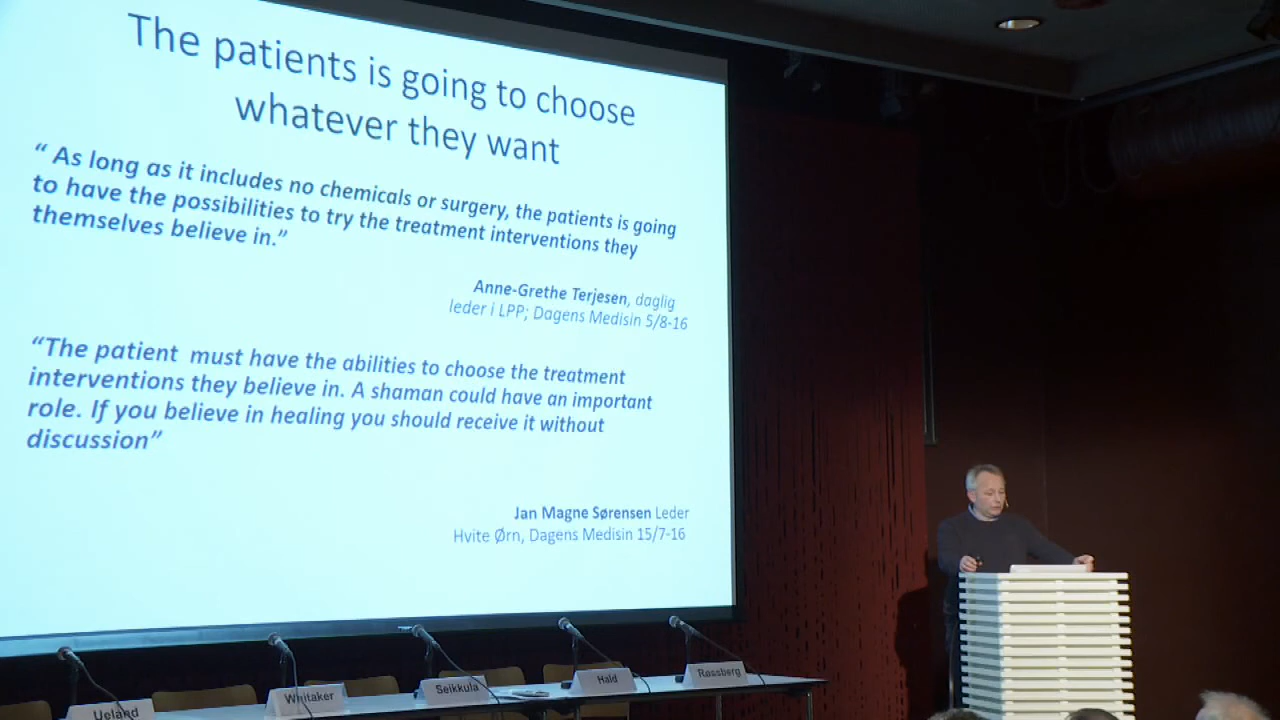 The patients is going to choose
whatever they want
“ As long as it includes no chemicals or surgery, the patients is going
to have the possibilities to try the treatment interventions they
themselves believe in.”
Anne-Grethe Terjesen, daglig
leder i LPP; Dagens Medisin 5/8-16
“The patient must have the abilities to choose the treatment
interventions they believe in. A shaman could have an important
role. If you believe in healing you should receive it without
discussion”
Jan Magne Sørensen Leder
Hvite Ørn, Dagens Medisin 15/7-16
Ueland
Whitaker
Seikkula
Hald
Røssberg